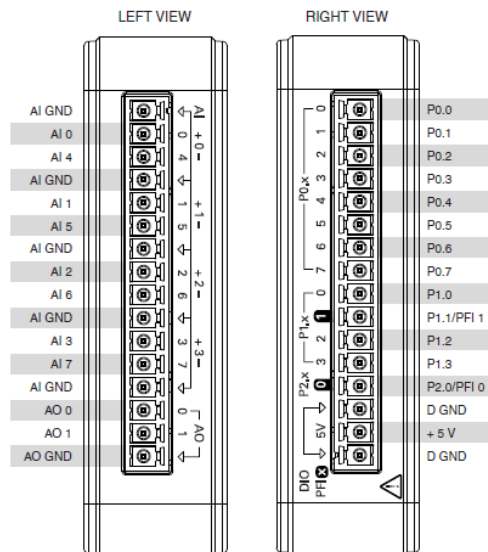 LEFT VIEW
RIGHT VIEW
AI GND
AI 0
AI 4
AI GND
AI 1
AI 5
AI GND
AI 2
AI 6
AI GND
AI 3
AI 7
AI GND
AO 0
AO 1
AO GND
AI
0 + 0 -
4
1 + 1 -
5
2 + 2 -
6
3 + 3 -
7
0
1
AO
P0.x
0
1
2
3
4
5
6
7
P1.x
0
1
2
3
P2.x
0
5V
DIO
PFI X
P0.0
P0.1
P0.2
P0.3
P0.4
P0.5
P0.6
P0.7
P1.0
P1.1/PFI 1
P1.2
P1.3
P2.0/PFI 0
D GND
+ 5 V
D GND